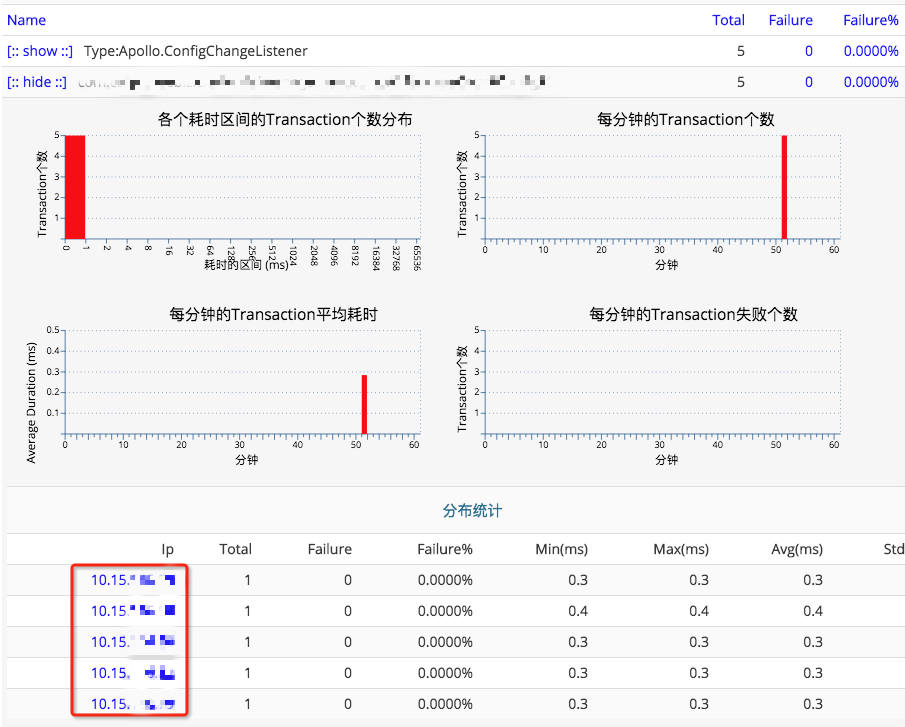 Name Total Failure Failure%
[:: show ::] Type:Apollo.ConfigChangeListener 5 0 0.0000%
[:: hide ::] 5 0 0.0000%
各个耗时区间的Transaction个数分布
Transaction个数
5
4
3
2
1
0 1 2 4 8 16 32 64 128 256 512 1024 2048 4096 8192 16384 32768 65536
耗时的区间 (ms)
每分钟的Transaction个数
Transaction个数
5
4
3
2
1
0 10 20 30 40 50 60
分钟
每分钟的Transaction平均耗时
Average Duration (ms)
0.5
0.4
0.3
0.2
0.1
0 10 20 30 40 50 60
分钟
每分钟的Transaction失败个数
Transaction个数
5
4
3
2
1
0 10 20 30 40 50 60
分钟
分布统计
Ip Total Failure Failure% Min(ms) Max(ms) Avg(ms) Std
10.15. 1 0 0.0000% 0.3 0.3 0.3
10.15. 1 0 0.0000% 0.4 0.4 0.4
10.15. 1 0 0.0000% 0.3 0.3 0.3
10.15. 1 0 0.0000% 0.3 0.3 0.3
10.15. 1 0 0.0000% 0.3 0.3 0.3